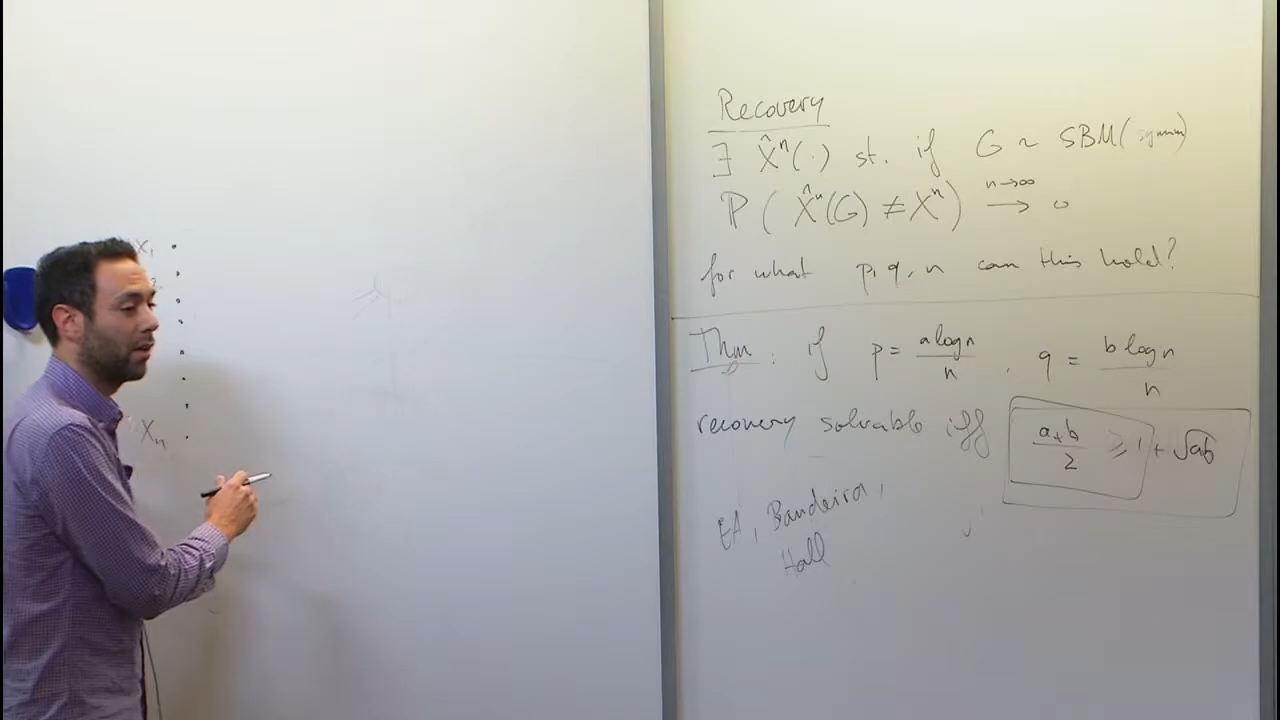 X₁
Xₙ
Recovery
∃ X̂ⁿ(·) st. if G ~ SBM(symm)
ℙ ( X̂ⁿ(G) ≠ Xⁿ ) →^{n→∞} 0
for what p, q, n can this hold?
Thm: if p = a log n / n , q = b log n / n
recovery solvable iff (a+b)/2 ≥ 1 + √ab
EA, Bandeira,
Hall